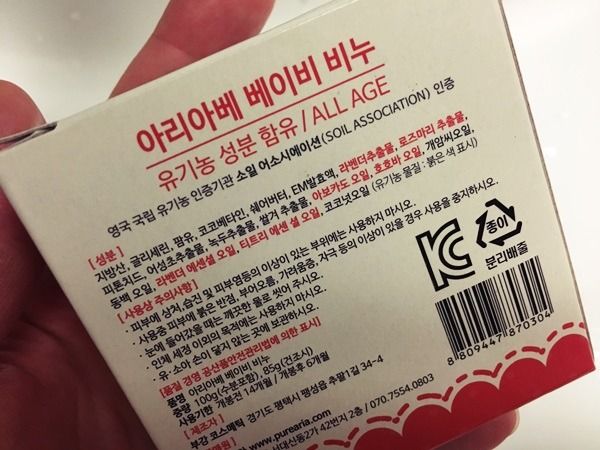 아리아베 베이비 비누
유기농 성분 함유 / ALL AGE
영국 국립 유기농 인증기관 소일 어소시에이션(SOIL ASSOCIATION) 인증
[성분]
지방산, 글리세린, 팜유, 코코베타인, 쉐어버터, EM발효액, 라벤더추출물, 로즈마리 추출물,
피톤치드, 어성초추출물, 녹두추출물, 쌀겨 추출물, 아보카도 오일, 호호바 오일, 개암씨오일,
동백 오일, 라벤더 에센셜 오일, 티트리 에센셜 오일, 코코넛오일 (유기농 물질 : 붉은 색 표시)
[사용상 주의사항]
· 피부에 상처, 습진 및 피부염등의 이상이 있는 부위에는 사용하지 마시오.
· 사용중 피부에 붉은 반점, 부어오름, 가려움증, 자극 등의 이상이 있을 경우 사용을 중지하시오.
· 눈에 들어갔을 때는 깨끗한 물로 씻어 주시오.
· 인체 세정 이외의 목적에는 사용하지 마시오.
· 유·소아 손이 닿지 않는 곳에 보관하시오.
[품질 경영 공산품안전관리법에 의한 표시]
품명 아리아베 베이비 비누
중량 100g(수분포함), 85g(건조시)
사용기한 개봉전 14개월 / 개봉후 6개월
[제조자]
부강 코스메틱 경기도 평택시 팽성읍 추팔1길 34-4
www.purearia.com
서대신동2가 42번지 2층 / 070.7554.0803
KC
종이
분리배출
8 809447 870304